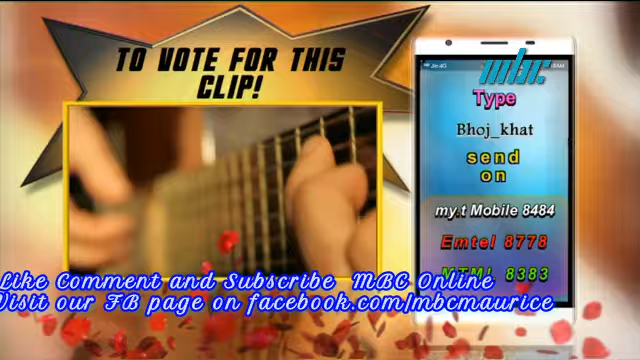 TO VOTE FOR THIS
CLIP!
mbc
Type
Bhoj_khat
send
on
my.t Mobile 8484
Emtel 8778
MTML 8383
Like Comment and Subscribe MBC Online
Visit our FB page on facebook.com/mbcmaurice